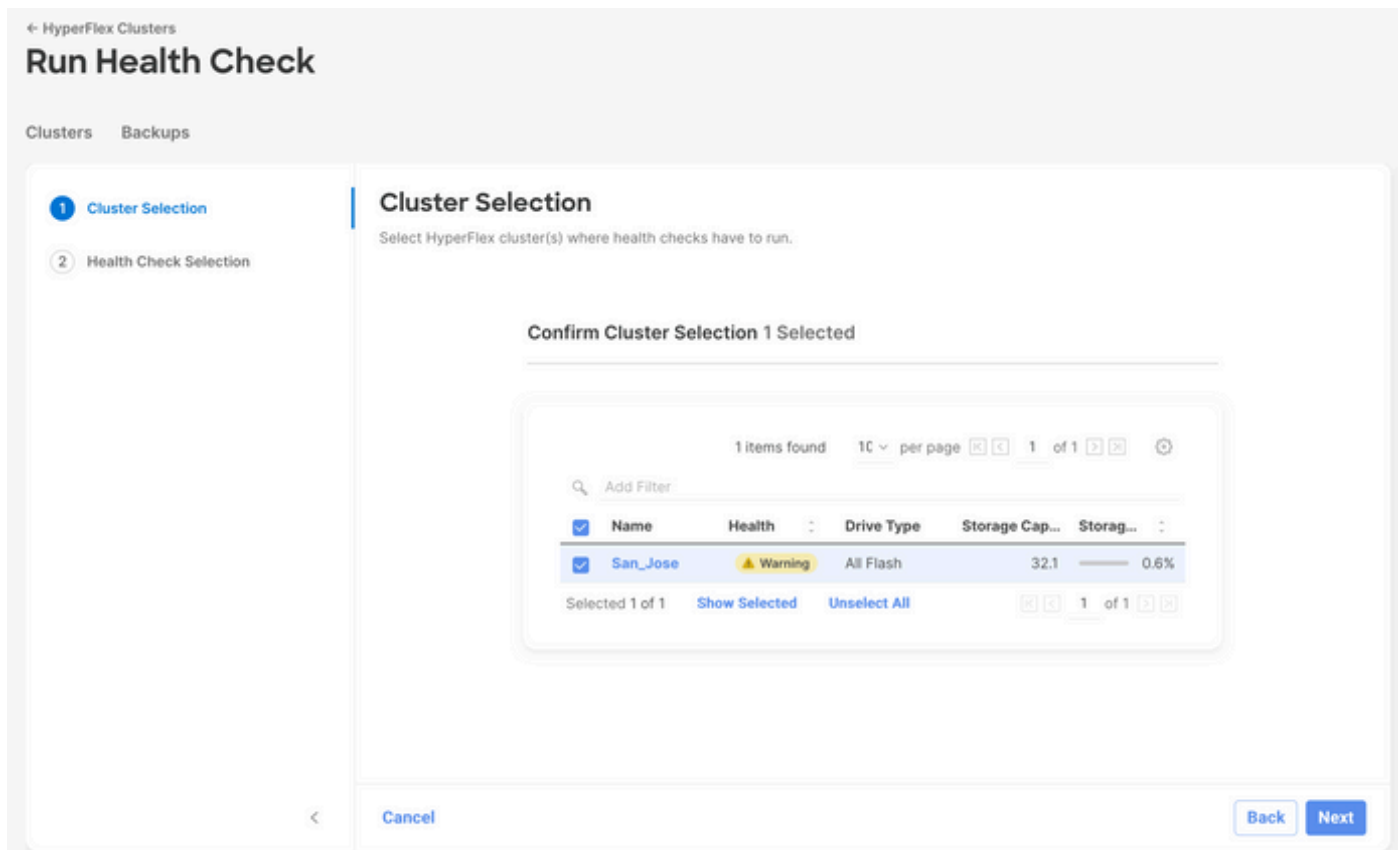 ← HyperFlex Clusters
Run Health Check
Clusters Backups
1 Cluster Selection
2 Health Check Selection
Cluster Selection
Select HyperFlex cluster(s) where health checks have to run.
Confirm Cluster Selection 1 Selected
1 items found 10 per page 1 of 1
Add Filter
Name Health Drive Type Storage Cap... Storag...
San_Jose Warning All Flash 32.1 0.6%
Selected 1 of 1 Show Selected Unselect All 1 of 1
Cancel Back Next